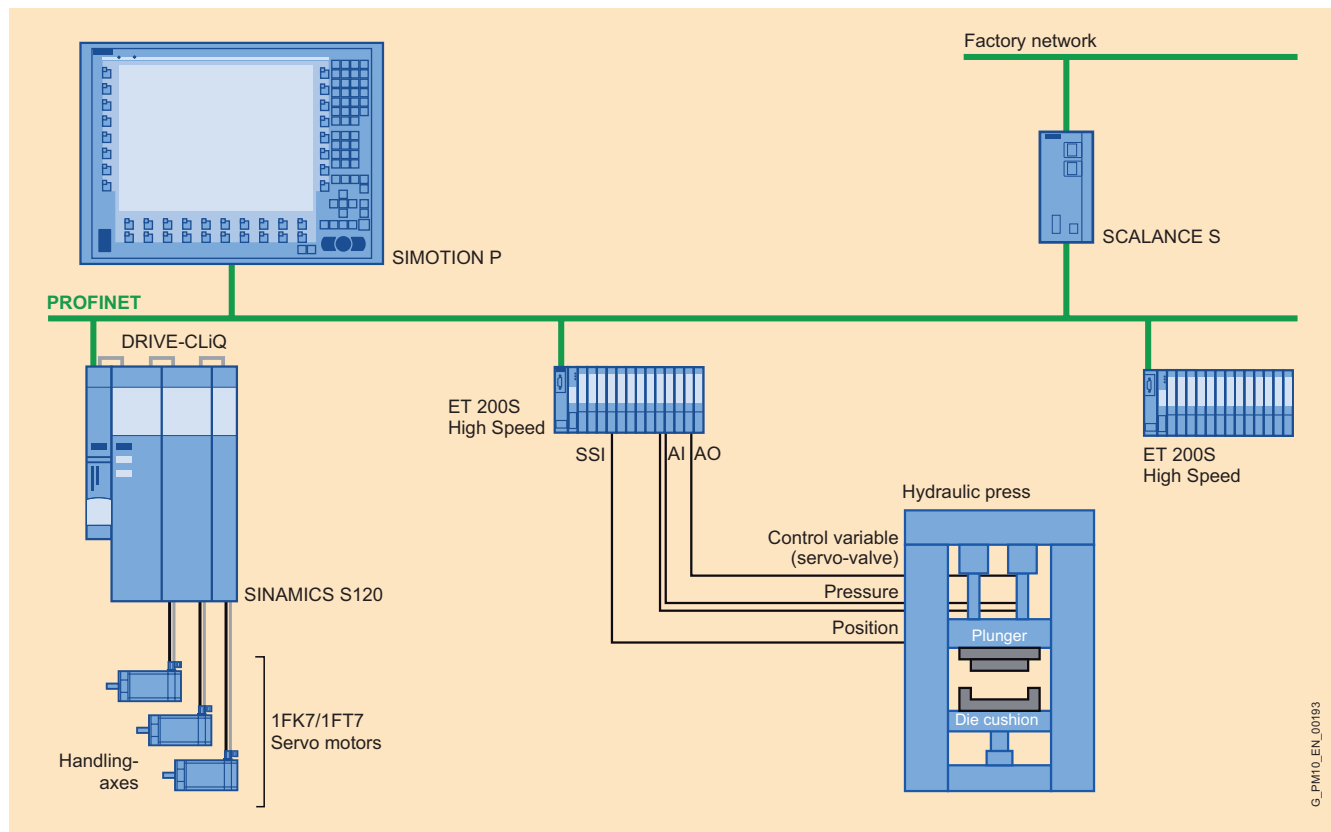 Factory network
SIMOTION P
SCALANCE S
PROFINET
DRIVE-CLiQ
ET 200S
High Speed
SSI
AI
AO
ET 200S
High Speed
Hydraulic press
Control variable
(servo-valve)
Pressure
Position
Plunger
Die cushion
SINAMICS S120
1FK7/1FT7
Servo motors
Handling-
axes
G_PM10_EN_00193